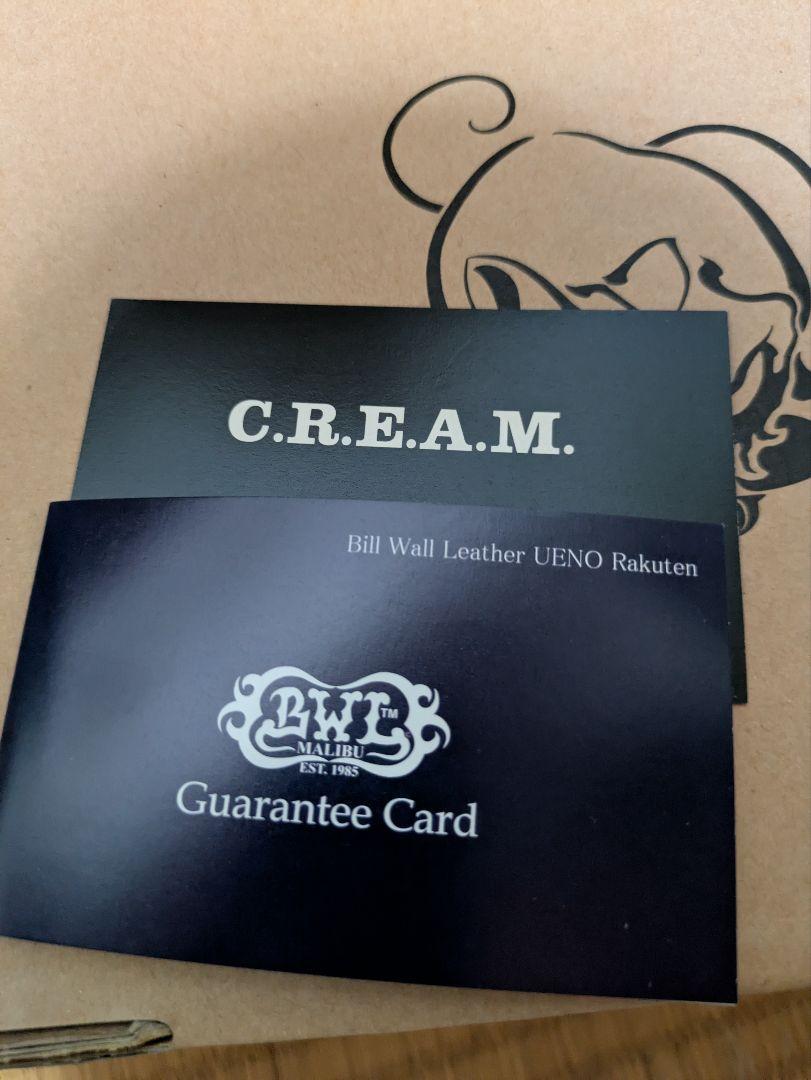 C.R.E.A.M.
Bill Wall Leather UENO Rakuten
BWL™
MALIBU
EST. 1985
Guarantee Card